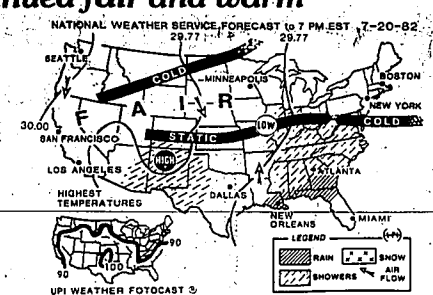 nded fair and warm
NATIONAL WEATHER SERVICE FORECAST to 7 PM EST 7-20-82
29.77 29.77
SEATTLE
COLD
MINNEAPOLIS
BOSTON
NEW YORK
F A I R
30.00
SAN FRANCISCO
STATIC
LOW
COLD
HIGH
LOS ANGELES
ATLANTA
HIGHEST
TEMPERATURES
DALLAS
NEW
ORLEANS
MIAMI
LEGEND
RAIN
SNOW
SHOWERS
AIR
FLOW
90
100
90
UPI WEATHER FOTOCAST ®